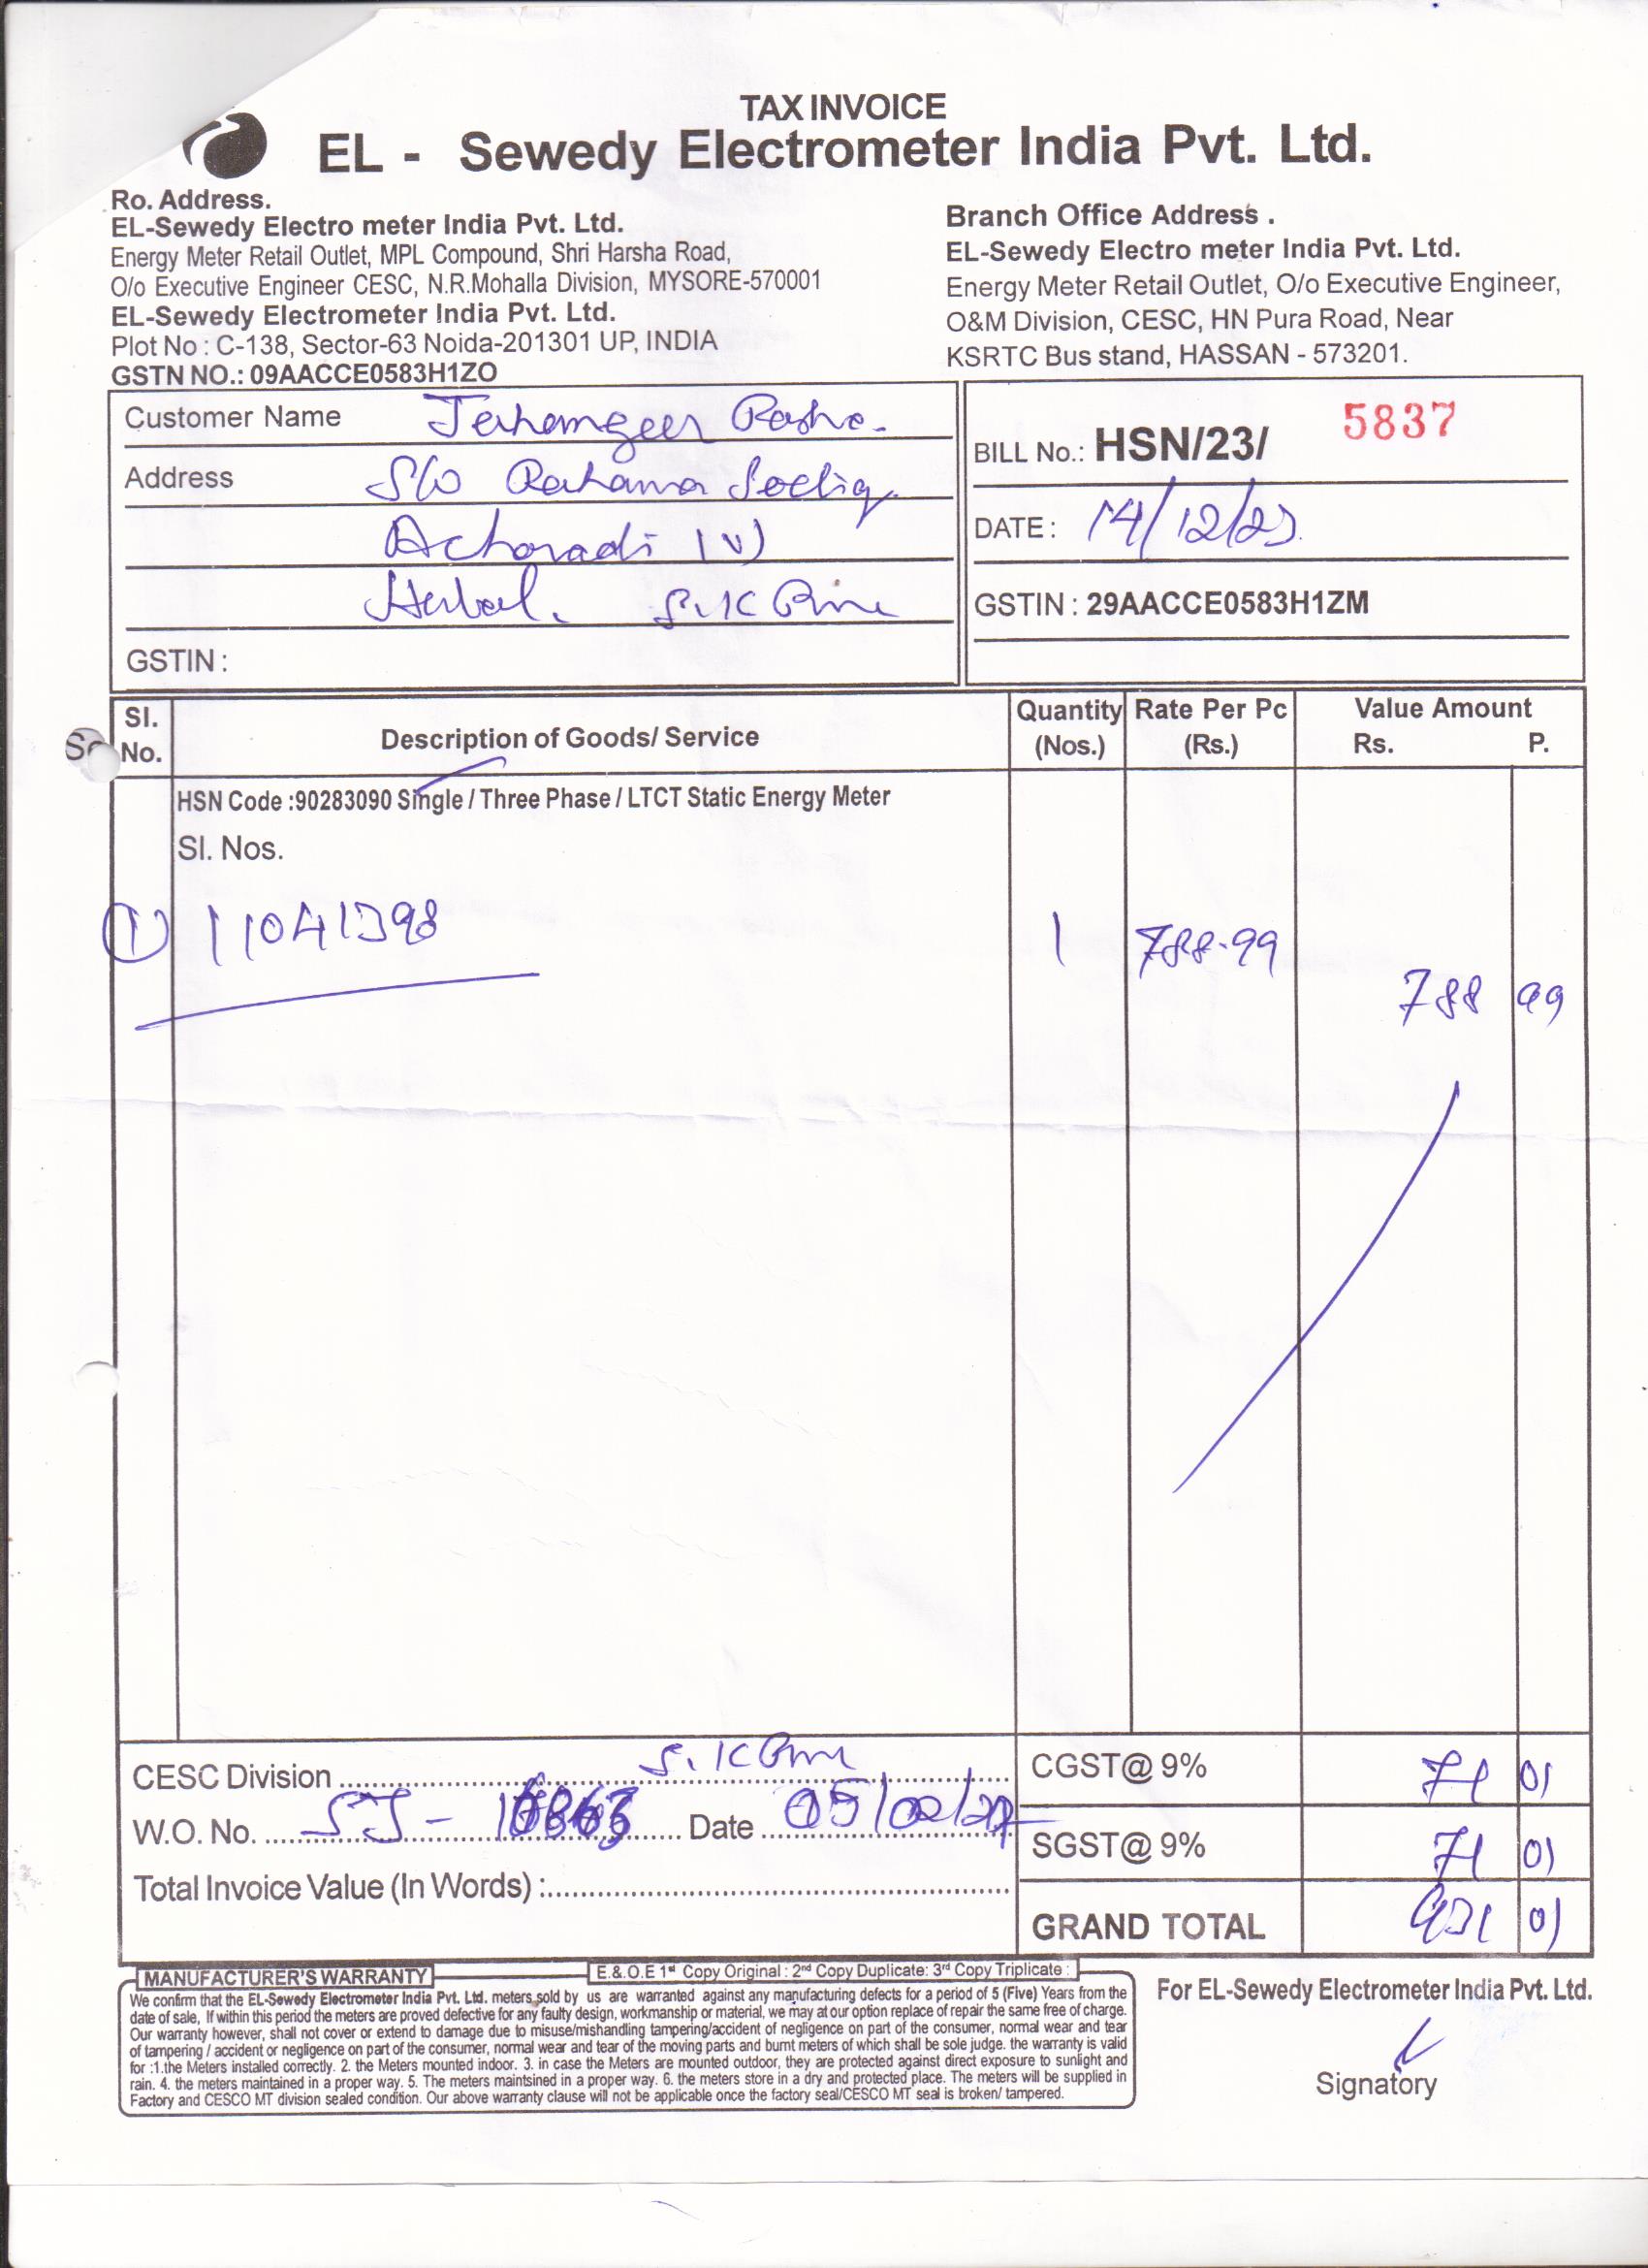 TAX INVOICE
EL - Sewedy Electrometer India Pvt. Ltd.
Ro. Address.
EL-Sewedy Electro meter India Pvt. Ltd.
Energy Meter Retail Outlet, MPL Compound, Shri Harsha Road,
O/o Executive Engineer CESC, N.R.Mohalla Division, MYSORE-570001
EL-Sewedy Electrometer India Pvt. Ltd.
Plot No : C-138, Sector-63 Noida-201301 UP, INDIA
GSTN NO.: 09AACCE0583H1ZO
Branch Office Address .
EL-Sewedy Electro meter India Pvt. Ltd.
Energy Meter Retail Outlet, O/o Executive Engineer,
O&M Division, CESC, HN Pura Road, Near
KSRTC Bus stand, HASSAN - 573201.
Customer Name Jehangeer Pasha.
Address S/o
(V)
GSTIN :
BILL No.: HSN/23/ 5837
DATE : 14/12/23
GSTIN : 29AACCE0583H1ZM
Sl. No. Description of Goods/ Service Quantity (Nos.) Rate Per Pc (Rs.) Value Amount Rs. P.
HSN Code :90283090 Single / Three Phase / LTCT Static Energy Meter
Sl. Nos.
① 11041398 1 788.99 788 99
CESC Division
W.O. No. Date
Total Invoice Value (In Words) :
CGST@ 9% 71 01
SGST@ 9% 71 01
GRAND TOTAL 931 01
MANUFACTURER'S WARRANTY E.&.O.E 1st Copy Original : 2nd Copy Duplicate: 3rd Copy Triplicate :
We confirm that the EL-Sewedy Electrometer India Pvt. Ltd. meters sold by us are warranted against any manufacturing defects for a period of 5 (Five) Years from the
date of sale, If within this period the meters are proved defective for any faulty design, workmanship or material, we may at our option replace of repair the same free of charge.
Our warranty however, shall not cover or extend to damage due to misuse/mishandling tampering/accident of negligence on part of the consumer, normal wear and tear
of tampering / accident or negligence on part of the consumer, normal wear and tear of the moving parts and burnt meters of which shall be sole judge. the warranty is valid
for :1.the Meters installed correctly. 2. the Meters mounted indoor. 3. in case the Meters are mounted outdoor, they are protected against direct exposure to sunlight and
rain. 4. the meters maintained in a proper way. 5. The meters maintsined in a proper way. 6. the meters store in a dry and protected place. The meters will be supplied in
Factory and CESCO MT division sealed condition. Our above warranty clause will not be applicable once the factory seal/CESCO MT seal is broken/ tampered.
For EL-Sewedy Electrometer India Pvt. Ltd.
Signatory